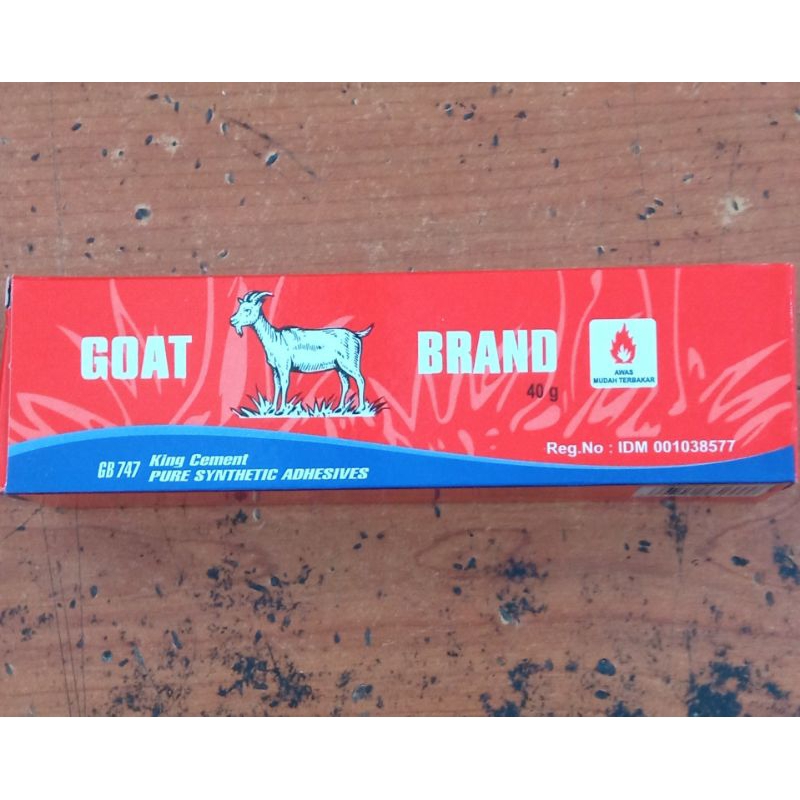 GOAT BRAND
40 g
AWAS
MUDAH TERBAKAR
Reg.No : IDM 001038577
GB 747 King Cement
PURE SYNTHETIC ADHESIVES